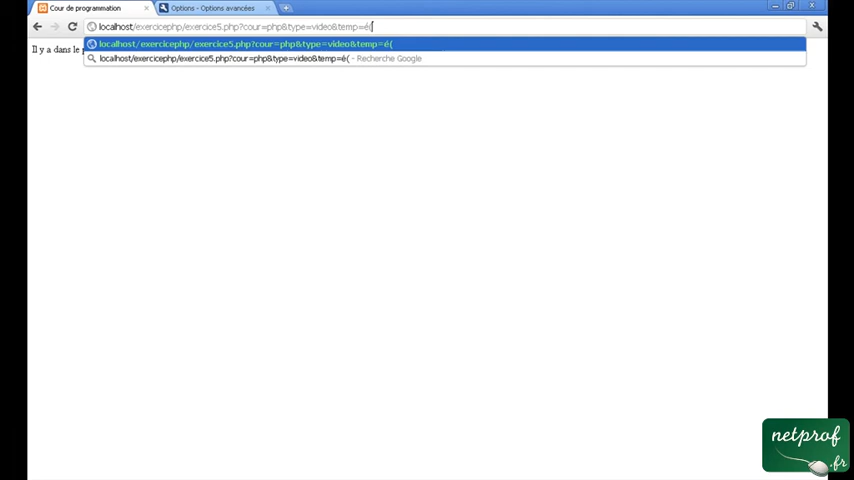 Cour de programmation
Options - Options avancées
localhost/exercicephp/exercice5.php?cour=php&type=video&temp=é(
localhost/exercicephp/exercice5.php?cour=php&type=video&temp=é(
Il y a dans le
localhost/exercicephp/exercice5.php?cour=php&type=video&temp=é( - Recherche Google
netprof
.fr